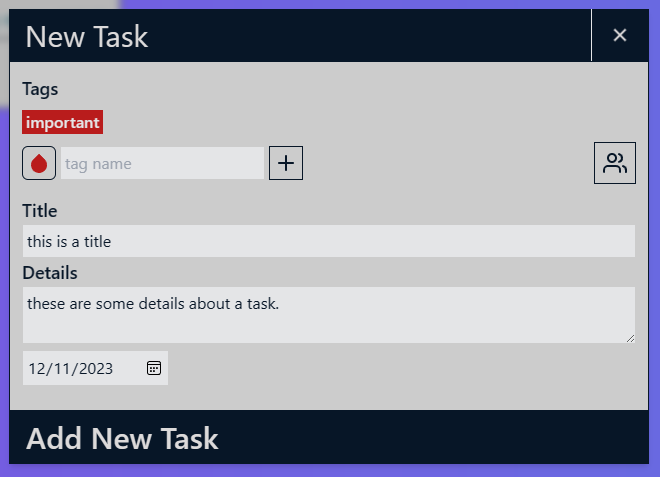 New Task
Tags
important
tag name
Title
this is a title
Details
these are some details about a task.
12/11/2023
Add New Task